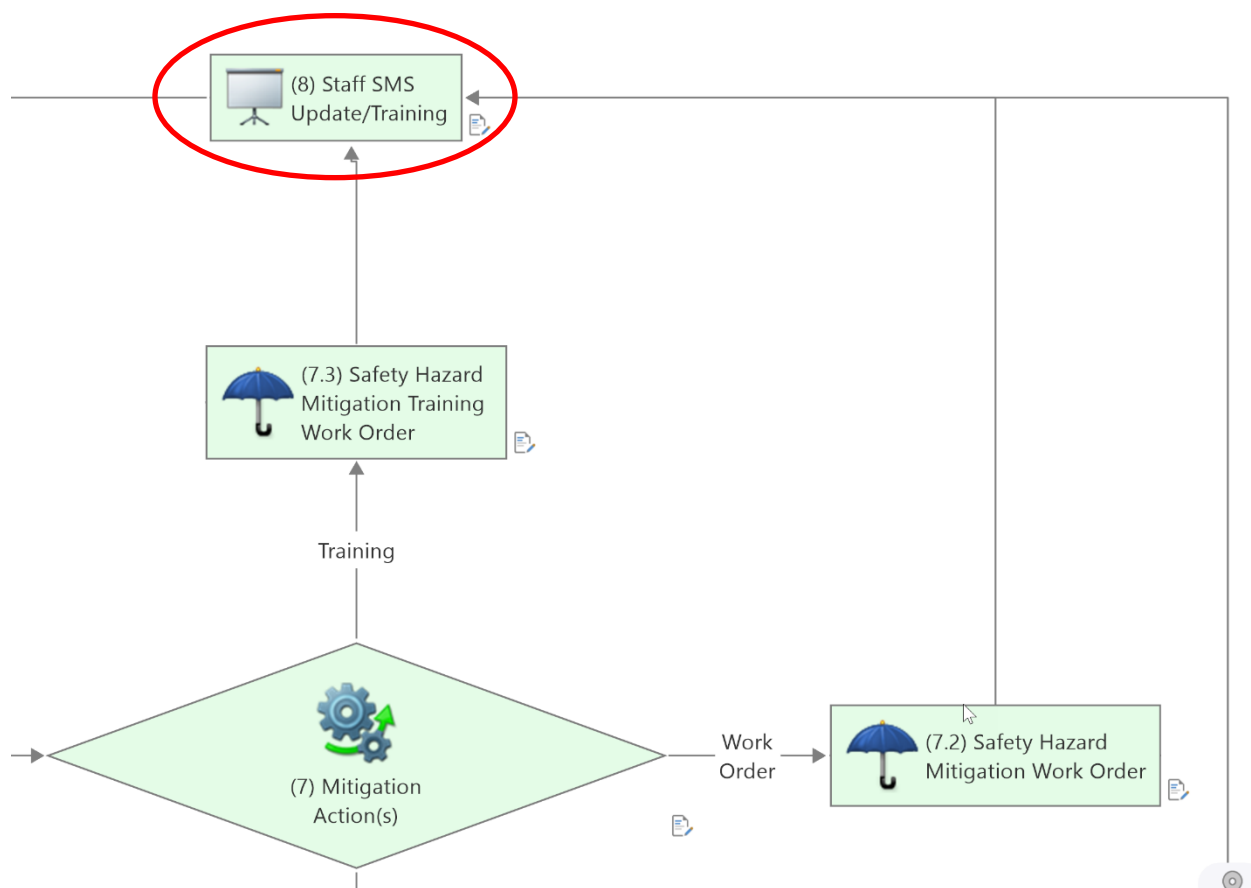 (8) Staff SMS
Update/Training
(7.3) Safety Hazard
Mitigation Training
Work Order
Training
Work
Order
(7.2) Safety Hazard
Mitigation Work Order
(7) Mitigation
Action(s)